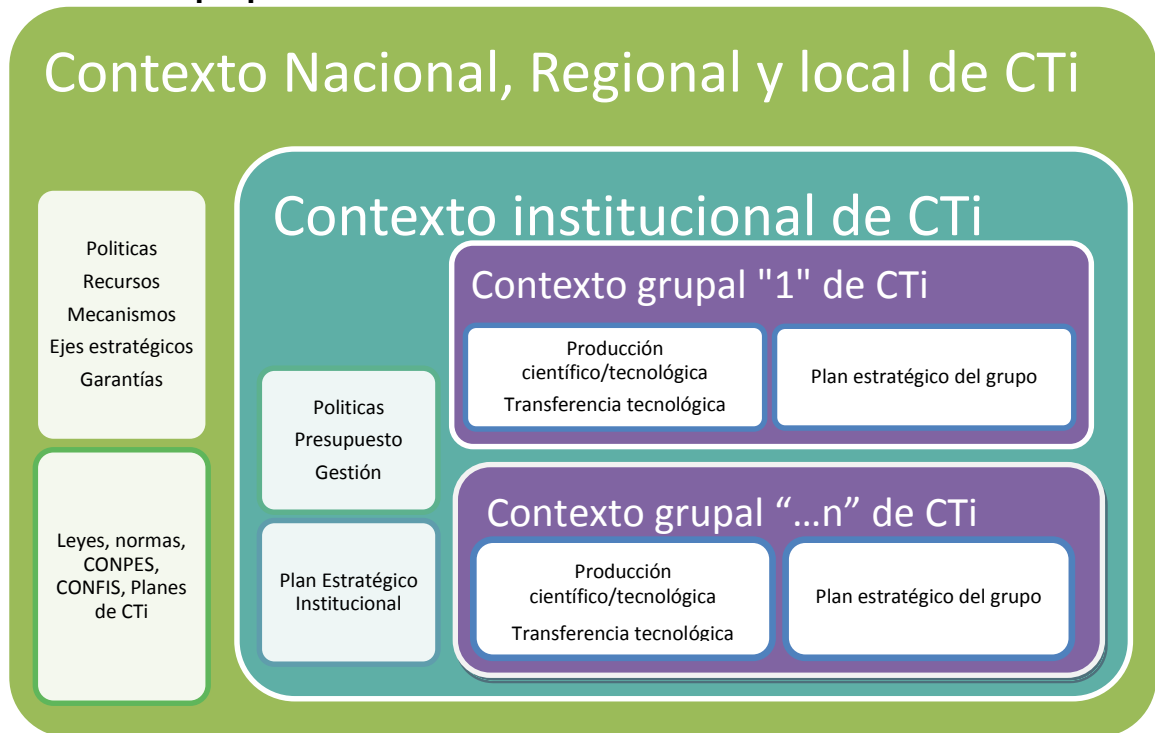 Contexto Nacional, Regional y local de CTi
Politicas
Recursos
Mecanismos
Ejes estratégicos
Garantías
Leyes, normas,
CONPES,
CONFIS, Planes
de CTi
Contexto institucional de CTi
Politicas
Presupuesto
Gestión
Plan Estratégico
Institucional
Contexto grupal "1" de CTi
Producción
científico/tecnológica
Transferencia tecnológica
Plan estratégico del grupo
Contexto grupal “...n” de CTi
Producción
científico/tecnológica
Transferencia tecnológica
Plan estratégico del grupo